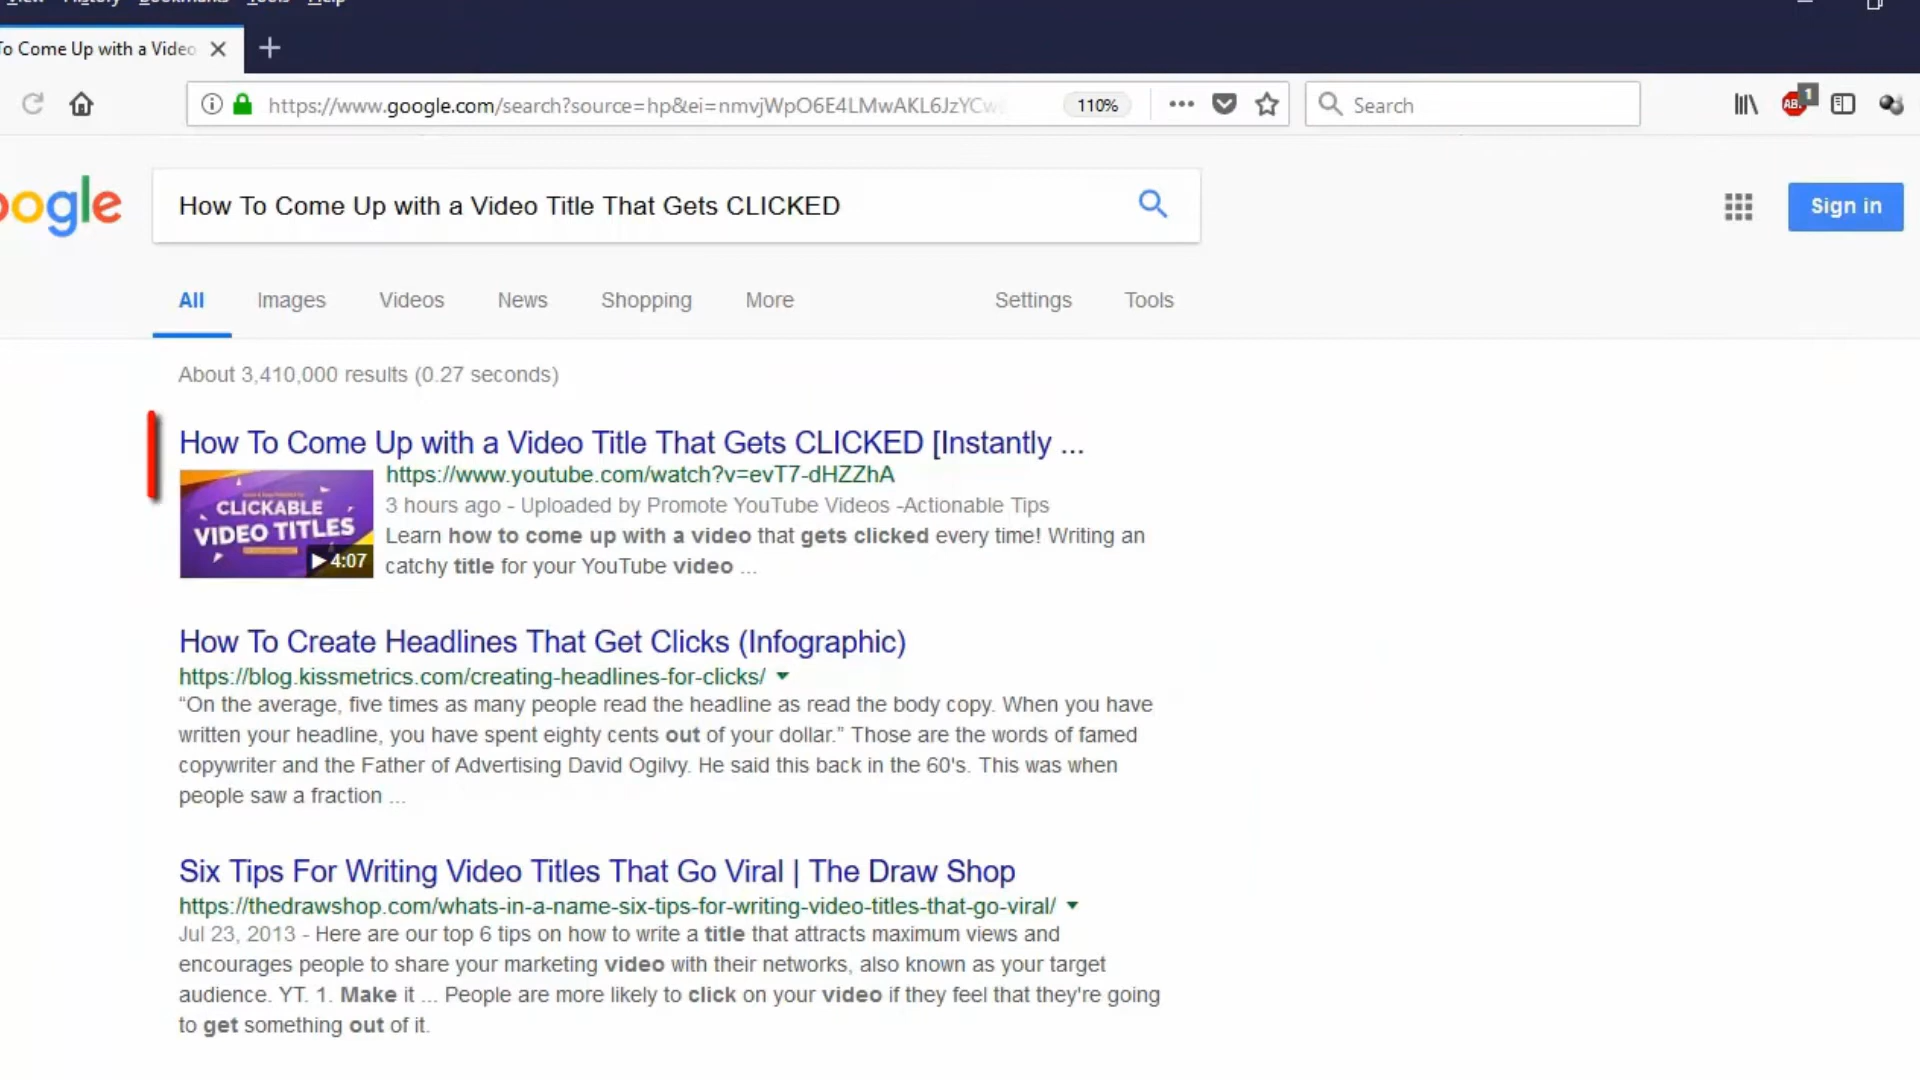 View History Bookmarks Tools Help
To Come Up with a Video
https://www.google.com/search?source=hp&ei=nmvjWpO6E4LMwAKL6JzYCw
110%
Search
ABP
1
oogle
How To Come Up with a Video Title That Gets CLICKED
Sign in
All Images Videos News Shopping More Settings Tools
About 3,410,000 results (0.27 seconds)
How To Come Up with a Video Title That Gets CLICKED [Instantly ...
https://www.youtube.com/watch?v=evT7-dHZZhA
3 hours ago - Uploaded by Promote YouTube Videos -Actionable Tips
Learn how to come up with a video that gets clicked every time! Writing an
catchy title for your YouTube video ...
CLICKABLE
VIDEO TITLES
4:07
How To Create Headlines That Get Clicks (Infographic)
https://blog.kissmetrics.com/creating-headlines-for-clicks/
“On the average, five times as many people read the headline as read the body copy. When you have
written your headline, you have spent eighty cents out of your dollar.” Those are the words of famed
copywriter and the Father of Advertising David Ogilvy. He said this back in the 60's. This was when
people saw a fraction ...
Six Tips For Writing Video Titles That Go Viral | The Draw Shop
https://thedrawshop.com/whats-in-a-name-six-tips-for-writing-video-titles-that-go-viral/
Jul 23, 2013 - Here are our top 6 tips on how to write a title that attracts maximum views and
encourages people to share your marketing video with their networks, also known as your target
audience. YT. 1. Make it ... People are more likely to click on your video if they feel that they're going
to get something out of it.